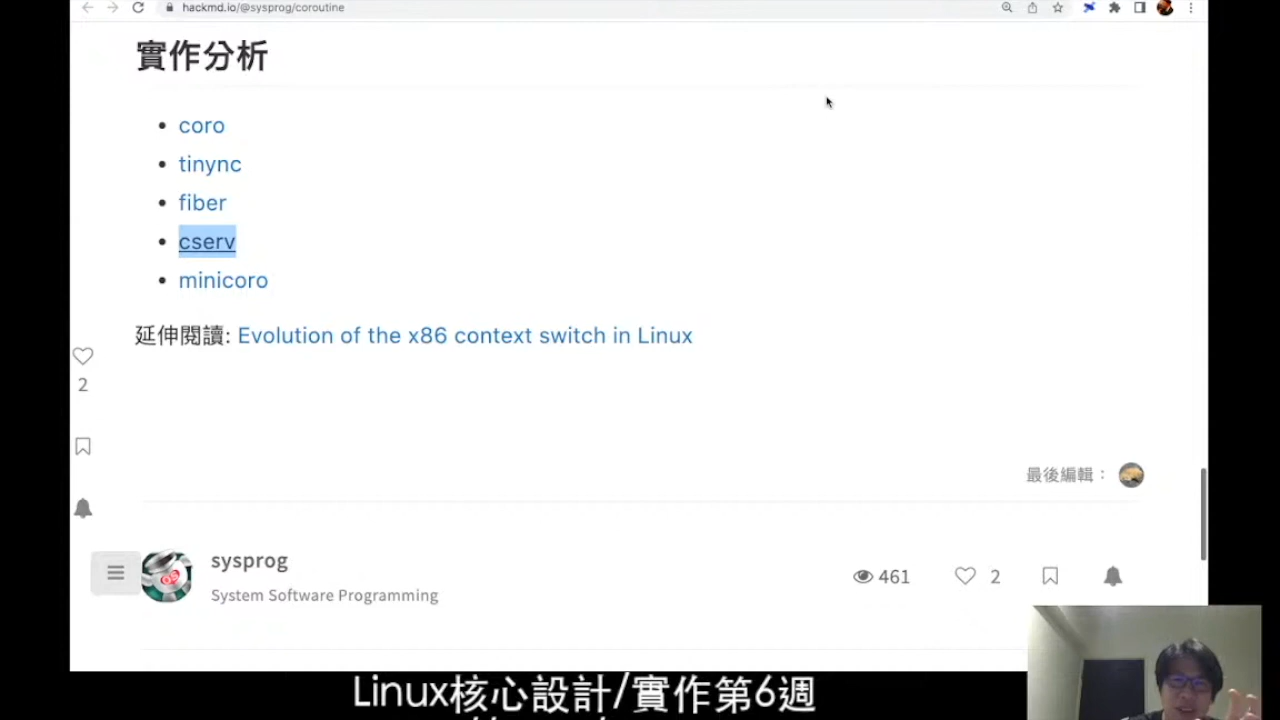 hackmd.io/@sysprog/coroutine
實作分析
coro
tinync
fiber
cserv
minicoro
延伸閱讀: Evolution of the x86 context switch in Linux
2
最後編輯：
sysprog
461
2
System Software Programming
Linux核心設計/實作第6週